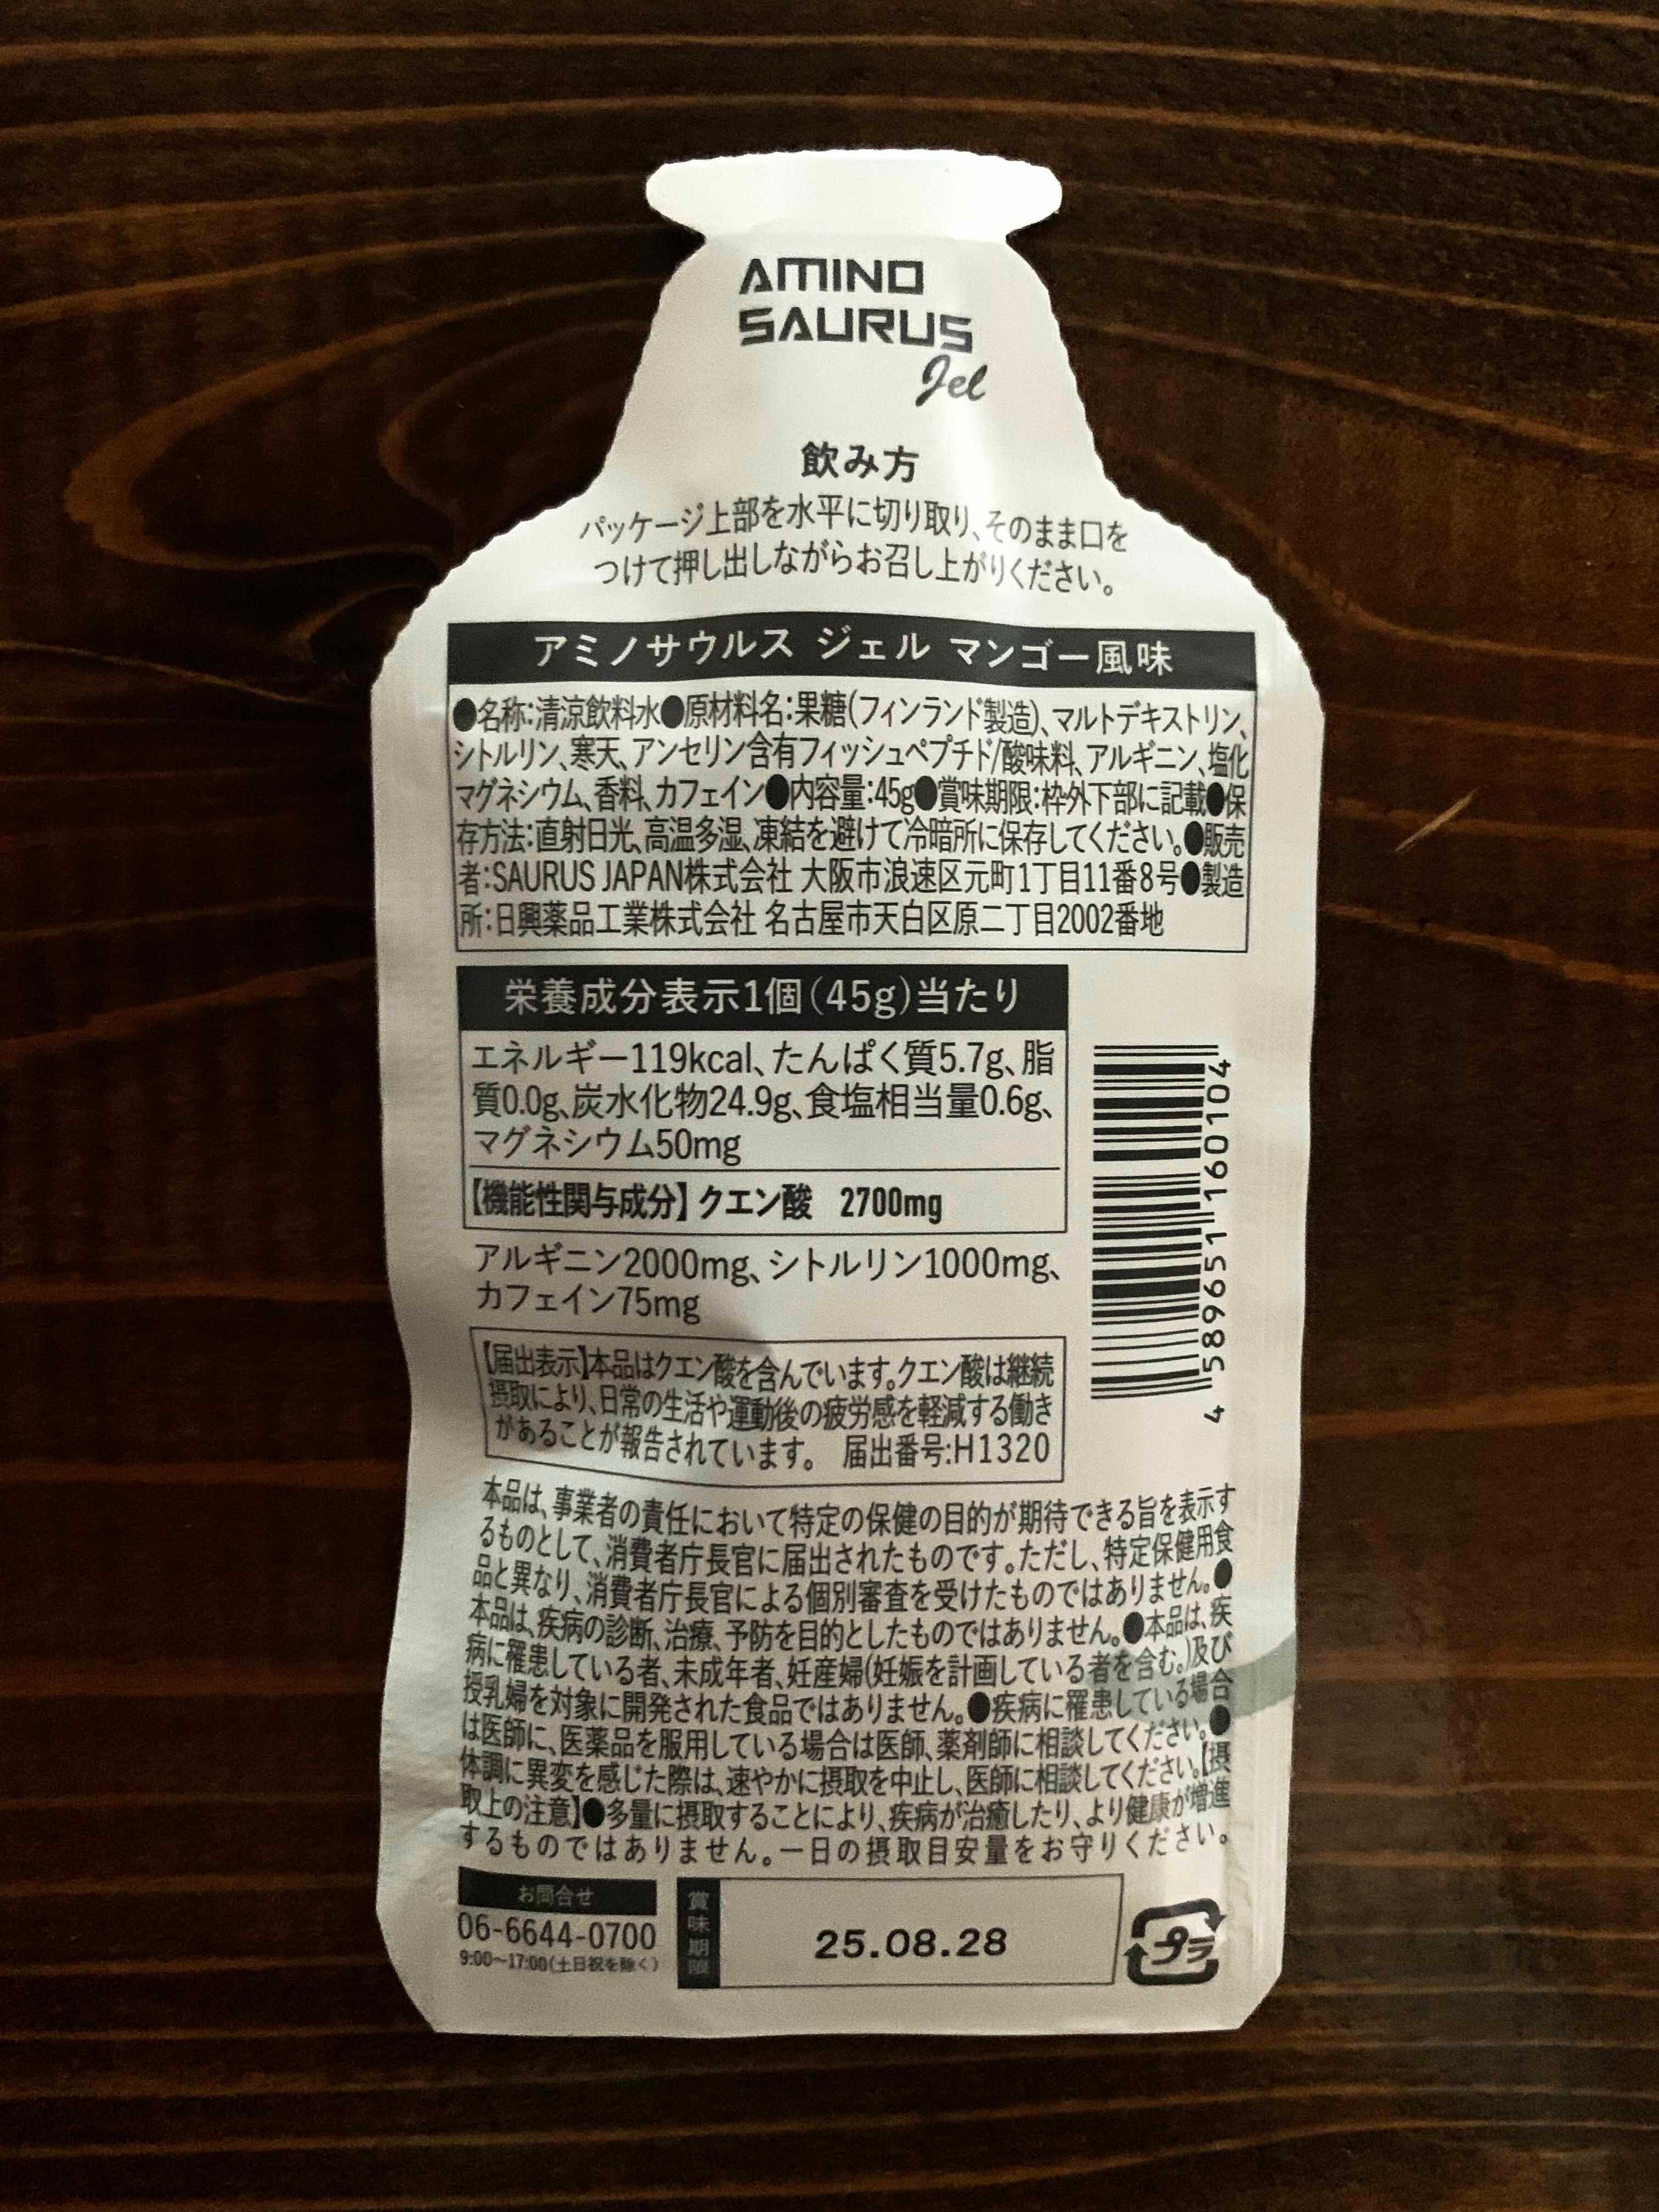 AMINO
SAURUS
Jel
飲み方
パッケージ上部を水平に切り取り、そのまま口を
つけて押し出しながらお召し上がりください。
アミノサウルス ジェル マンゴー風味
●名称:清涼飲料水●原材料名:果糖(フィンランド製造)、マルトデキストリン、
シトルリン、寒天、アンセリン含有フィッシュペプチド/酸味料、アルギニン、塩化
マグネシウム、香料、カフェイン●内容量:45g●賞味期限:枠外下部に記載●保
存方法:直射日光、高温多湿、凍結を避けて冷暗所に保存してください。●販売
者:SAURUS JAPAN株式会社 大阪市浪速区元町1丁目11番8号●製造
所:日興薬品工業株式会社 名古屋市天白区原二丁目2002番地
栄養成分表示1個(45g)当たり
エネルギー119kcal、たんぱく質5.7g、脂
質0.0g、炭水化物24.9g、食塩相当量0.6g、
マグネシウム50mg
【機能性関与成分】クエン酸 2700mg
アルギニン2000mg、シトルリン1000mg、
カフェイン75mg
【届出表示】本品はクエン酸を含んでいます。クエン酸は継続
摂取により、日常の生活や運動後の疲労感を軽減する働き
があることが報告されています。 届出番号:H1320
4 589651 160104
本品は、事業者の責任において特定の保健の目的が期待できる旨を表示す
るものとして、消費者庁長官に届出されたものです。ただし、特定保健用食
品と異なり、消費者庁長官による個別審査を受けたものではありません。●
本品は、疾病の診断、治療、予防を目的としたものではありません。●本品は、疾
病に罹患している者、未成年者、妊産婦(妊娠を計画している者を含む。)及び
授乳婦を対象に開発された食品ではありません。●疾病に罹患している場合
は医師に、医薬品を服用している場合は医師、薬剤師に相談してください。●
体調に異変を感じた際は、速やかに摂取を中止し、医師に相談してください。【摂
取上の注意】●多量に摂取することにより、疾病が治癒したり、より健康が増進
するものではありません。一日の摂取目安量をお守りください。
お問合せ
06-6644-0700
9:00〜17:00(土日祝を除く)
賞味期限
25.08.28
プラ